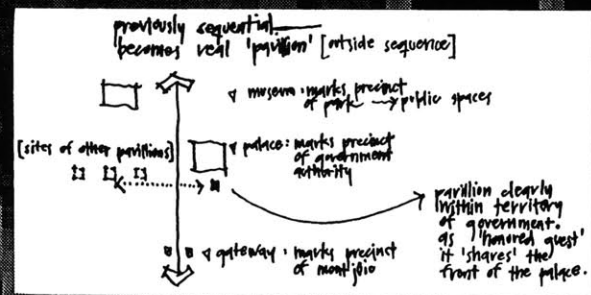 previously sequential
becomes real 'pavilion' [outside sequence]
museum : marks precinct
of park → public spaces
[sites of other pavilions]
palace : marks precinct
of government
authority
pavillion clearly
within territory
of government.
as 'honored guest'
it 'shares' the
front of the palace.
gateway : marks precinct
of montjoio